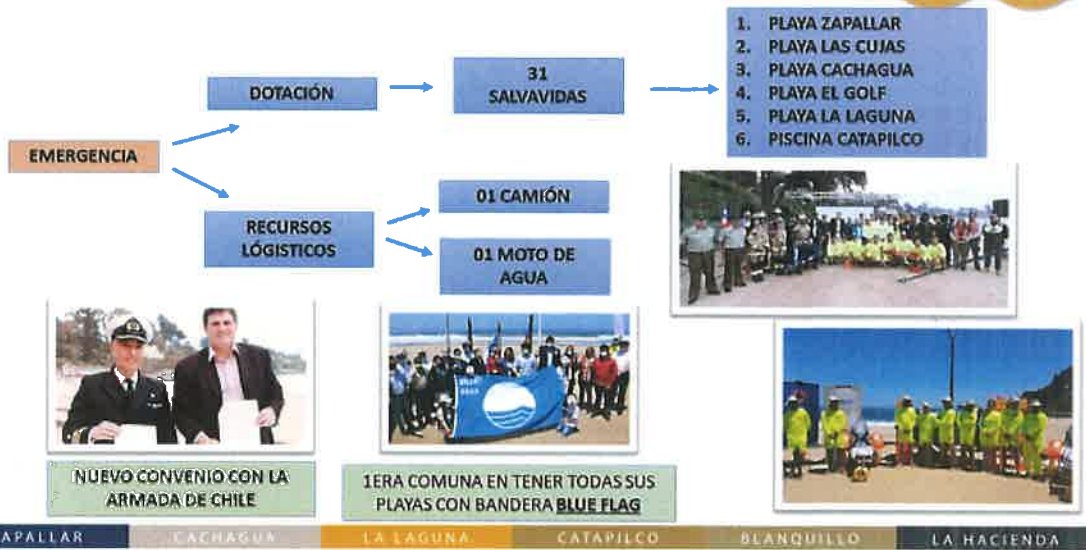 EMERGENCIA
DOTACIÓN
31
SALVAVIDAS
1. PLAYA ZAPALLAR
2. PLAYA LAS CUJAS
3. PLAYA CACHAGUA
4. PLAYA EL GOLF
5. PLAYA LA LAGUNA
6. PISCINA CATAPILCO
RECURSOS
LÓGISTICOS
01 CAMIÓN
01 MOTO DE
AGUA
NUEVO CONVENIO CON LA
ARMADA DE CHILE
1ERA COMUNA EN TENER TODAS SUS
PLAYAS CON BANDERA BLUE FLAG
APALLAR
CACHAGUA
LA LAGUNA
CATAPILCO
BLANQUILLO
LA HACIENDA